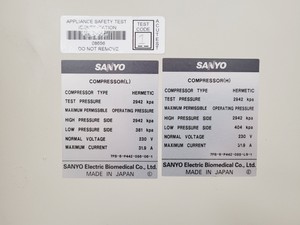 APPLIANCE SAFETY TEST
DO NOT REMOVE
TEST
CODE
SANYO
COMPRESSOR(L)
COMPRESSOR TYPE HERMETIC
TEST PRESSURE 2942 kpa
MAXIMUM PERMISSIBLE OPERATING PRESSURE
HIGH PRESSURE SIDE 2942 kpa
LOW PRESSURE SIDE 381 kpa
NORMAL VOLTAGE 230 V
MAXIMUM CURRENT
SANYO Electric Biomedical Co., Ltd.
MADE IN JAPAN
SANYO
COMPRESSOR(H)
COMPRESSOR TYPE HERMETIC
TEST PRESSURE 2942 kpa
MAXIMUM PERMISSIBLE OPERATING PRESSURE
HIGH PRESSURE SIDE 2942 kpa
LOW PRESSURE SIDE 404 kpa
NORMAL VOLTAGE 230 V
MAXIMUM CURRENT
SANYO Electric Biomedical Co., Ltd.
MADE IN JAPAN